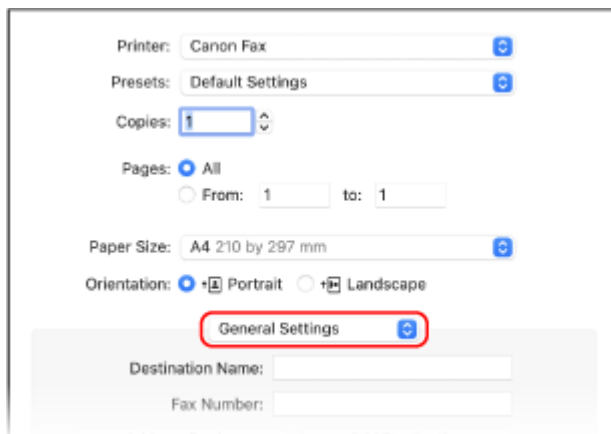 Printer: Canon Fax
Presets: Default Settings
Copies: 1
Pages: All
From: 1 to: 1
Paper Size: A4 210 by 297 mm
Orientation: Portrait Landscape
General Settings
Destination Name:
Fax Number: